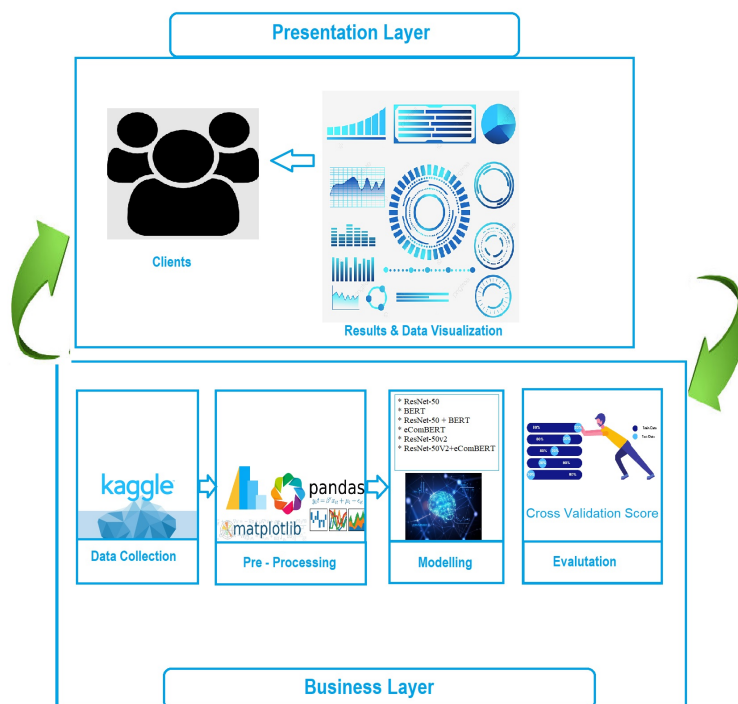 Presentation Layer
Clients
Results & Data Visualization
kaggle
Data Collection
pandas
matplotlib
Pre - Processing
* ResNet-50
* BERT
* ResNet-50 + BERT
* eComBERT
* ResNet-50v2
* ResNet-50V2+eComBERT
Modelling
Cross Validation Score
Evalutation
Business Layer